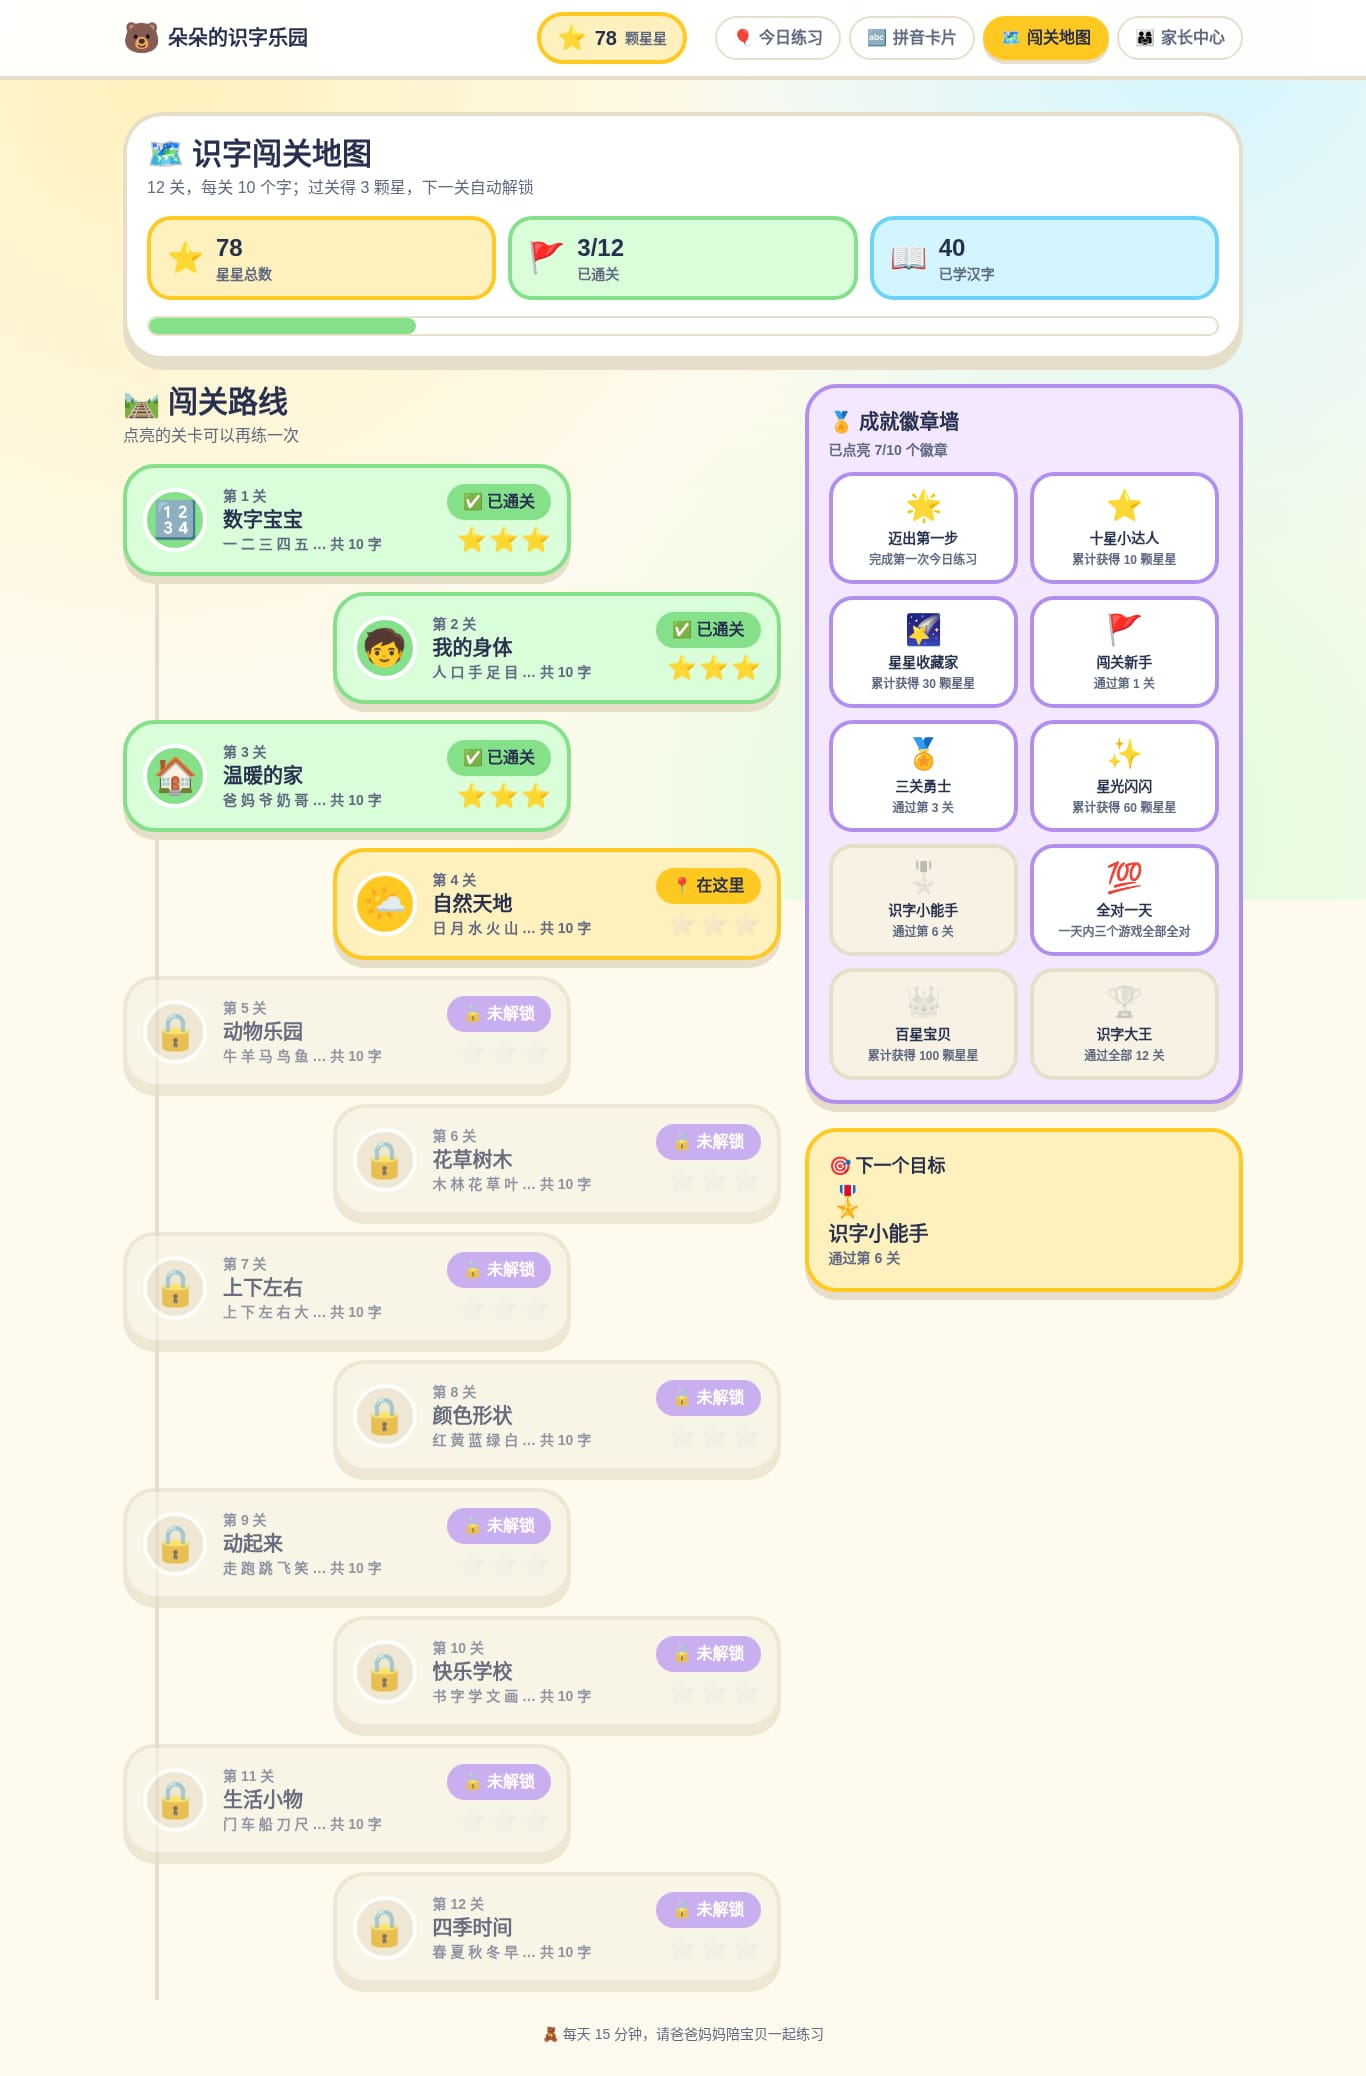 朵朵的识字乐园
78 颗星星
今日练习
拼音卡片
闯关地图
家长中心
识字闯关地图
12 关，每关 10 个字；过关得 3 颗星，下一关自动解锁
78
星星总数
3/12
已通关
40
已学汉字
闯关路线
点亮的关卡可以再练一次
第 1 关
数字宝宝
一 二 三 四 五 … 共 10 字
已通关
第 2 关
我的身体
人 口 手 足 目 … 共 10 字
已通关
第 3 关
温暖的家
爸 妈 爷 奶 哥 … 共 10 字
已通关
第 4 关
自然天地
日 月 水 火 山 … 共 10 字
在这里
第 5 关
动物乐园
牛 羊 马 鸟 鱼 … 共 10 字
未解锁
第 6 关
花草树木
木 林 花 草 叶 … 共 10 字
未解锁
第 7 关
上下左右
上 下 左 右 大 … 共 10 字
未解锁
第 8 关
颜色形状
红 黄 蓝 绿 白 … 共 10 字
未解锁
第 9 关
动起来
走 跑 跳 飞 笑 … 共 10 字
未解锁
第 10 关
快乐学校
书 字 学 文 画 … 共 10 字
未解锁
第 11 关
生活小物
门 车 船 刀 尺 … 共 10 字
未解锁
第 12 关
四季时间
春 夏 秋 冬 早 … 共 10 字
未解锁
成就徽章墙
已点亮 7/10 个徽章
迈出第一步
完成第一次今日练习
十星小达人
累计获得 10 颗星星
星星收藏家
累计获得 30 颗星星
闯关新手
通过第 1 关
三关勇士
通过第 3 关
星光闪闪
累计获得 60 颗星星
识字小能手
通过第 6 关
全对一天
一天内三个游戏全部全对
百星宝贝
累计获得 100 颗星星
识字大王
通过全部 12 关
下一个目标
识字小能手
通过第 6 关
每天 15 分钟，请爸爸妈妈陪宝贝一起练习